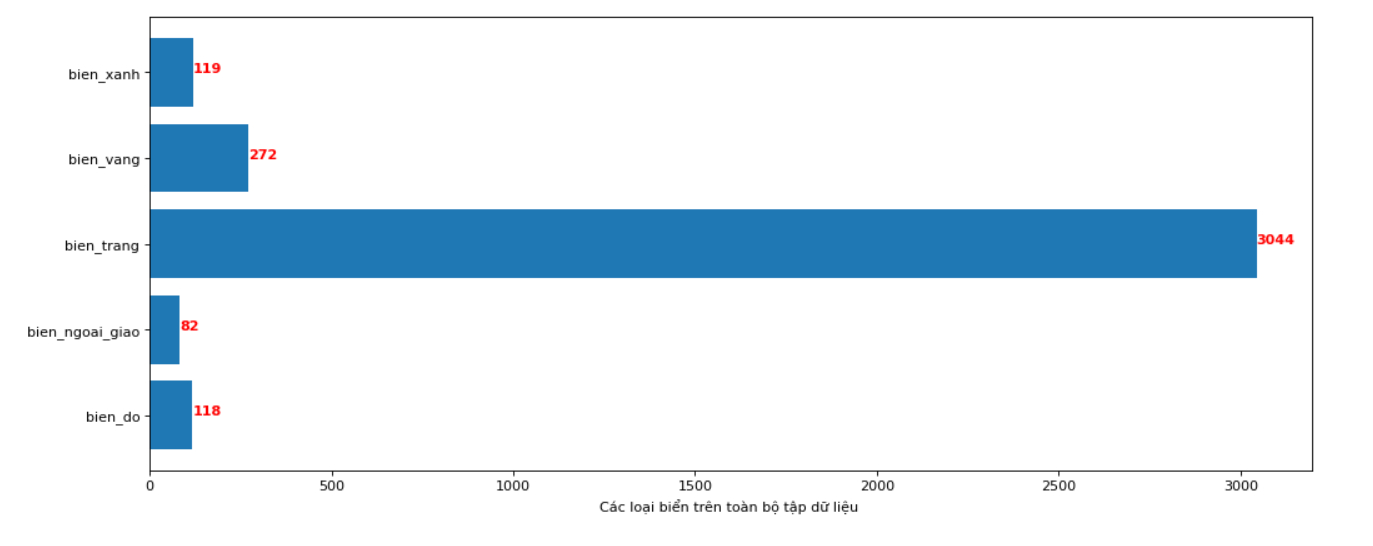 bien_xanh
119
bien_vang
272
bien_trang
3044
bien_ngoai_giao
82
bien_do
118
0 500 1000 1500 2000 2500 3000
Các loại biển trên toàn bộ tập dữ liệu